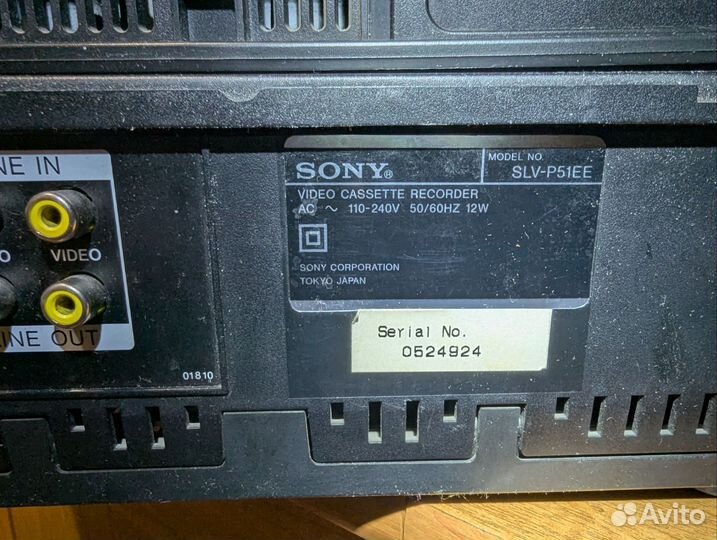 NE IN
VIDEO
LINE OUT
01810
SONY®
MODEL NO.
SLV-P51EE
VIDEO CASSETTE RECORDER
AC ∼ 110-240V 50/60HZ 12W
SONY CORPORATION
TOKYO JAPAN
Serial No.
0524924
Avito